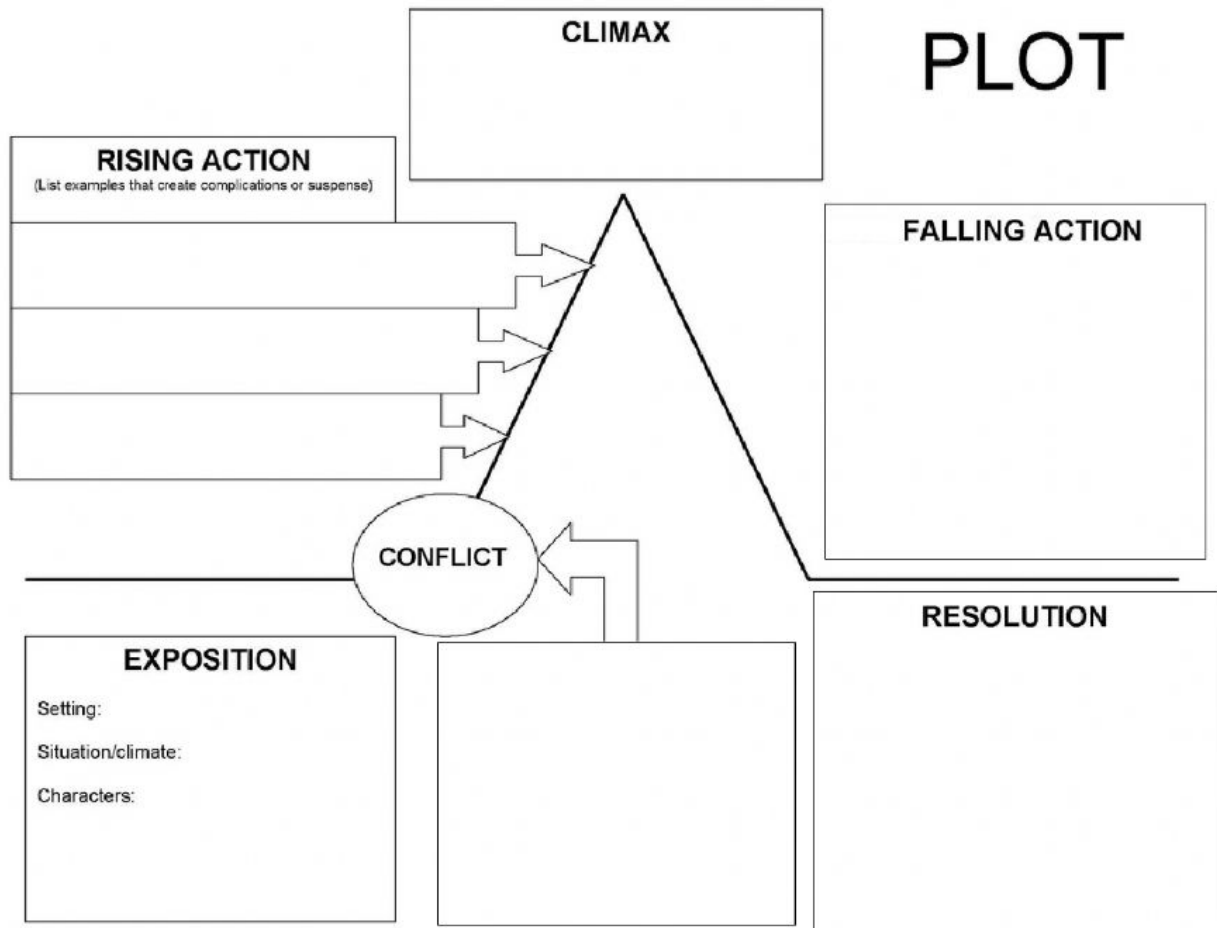 CLIMAX
PLOT
RISING ACTION
(List examples that create complications or suspense)
FALLING ACTION
CONFLICT
RESOLUTION
EXPOSITION
Setting:
Situation/climate:
Characters: